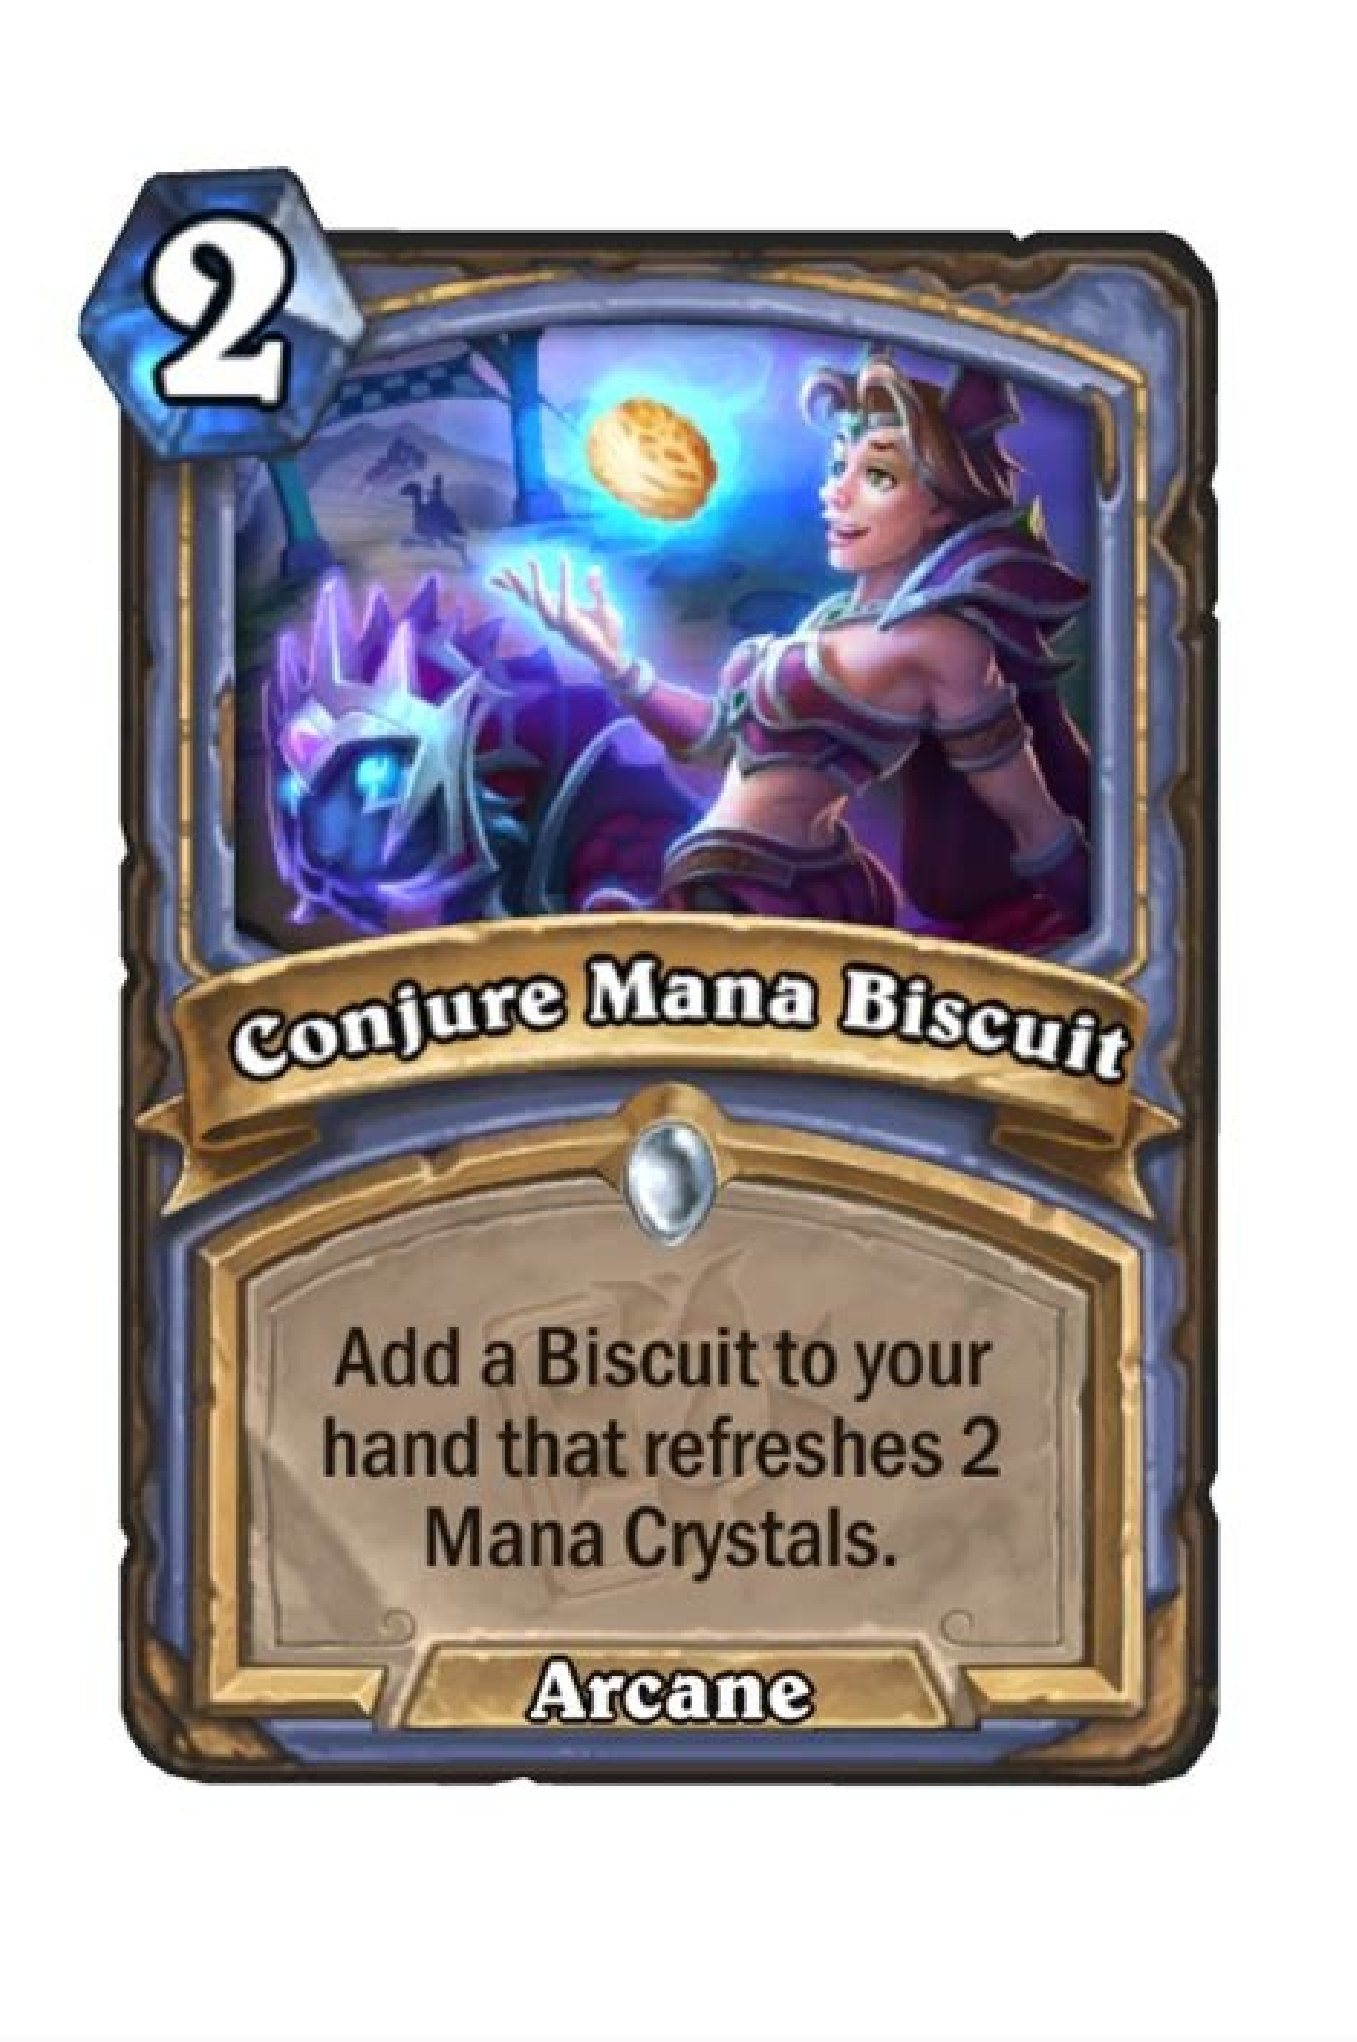 2
Conjure Mana Biscuit
Add a Biscuit to your
hand that refreshes 2
Mana Crystals.
Arcane